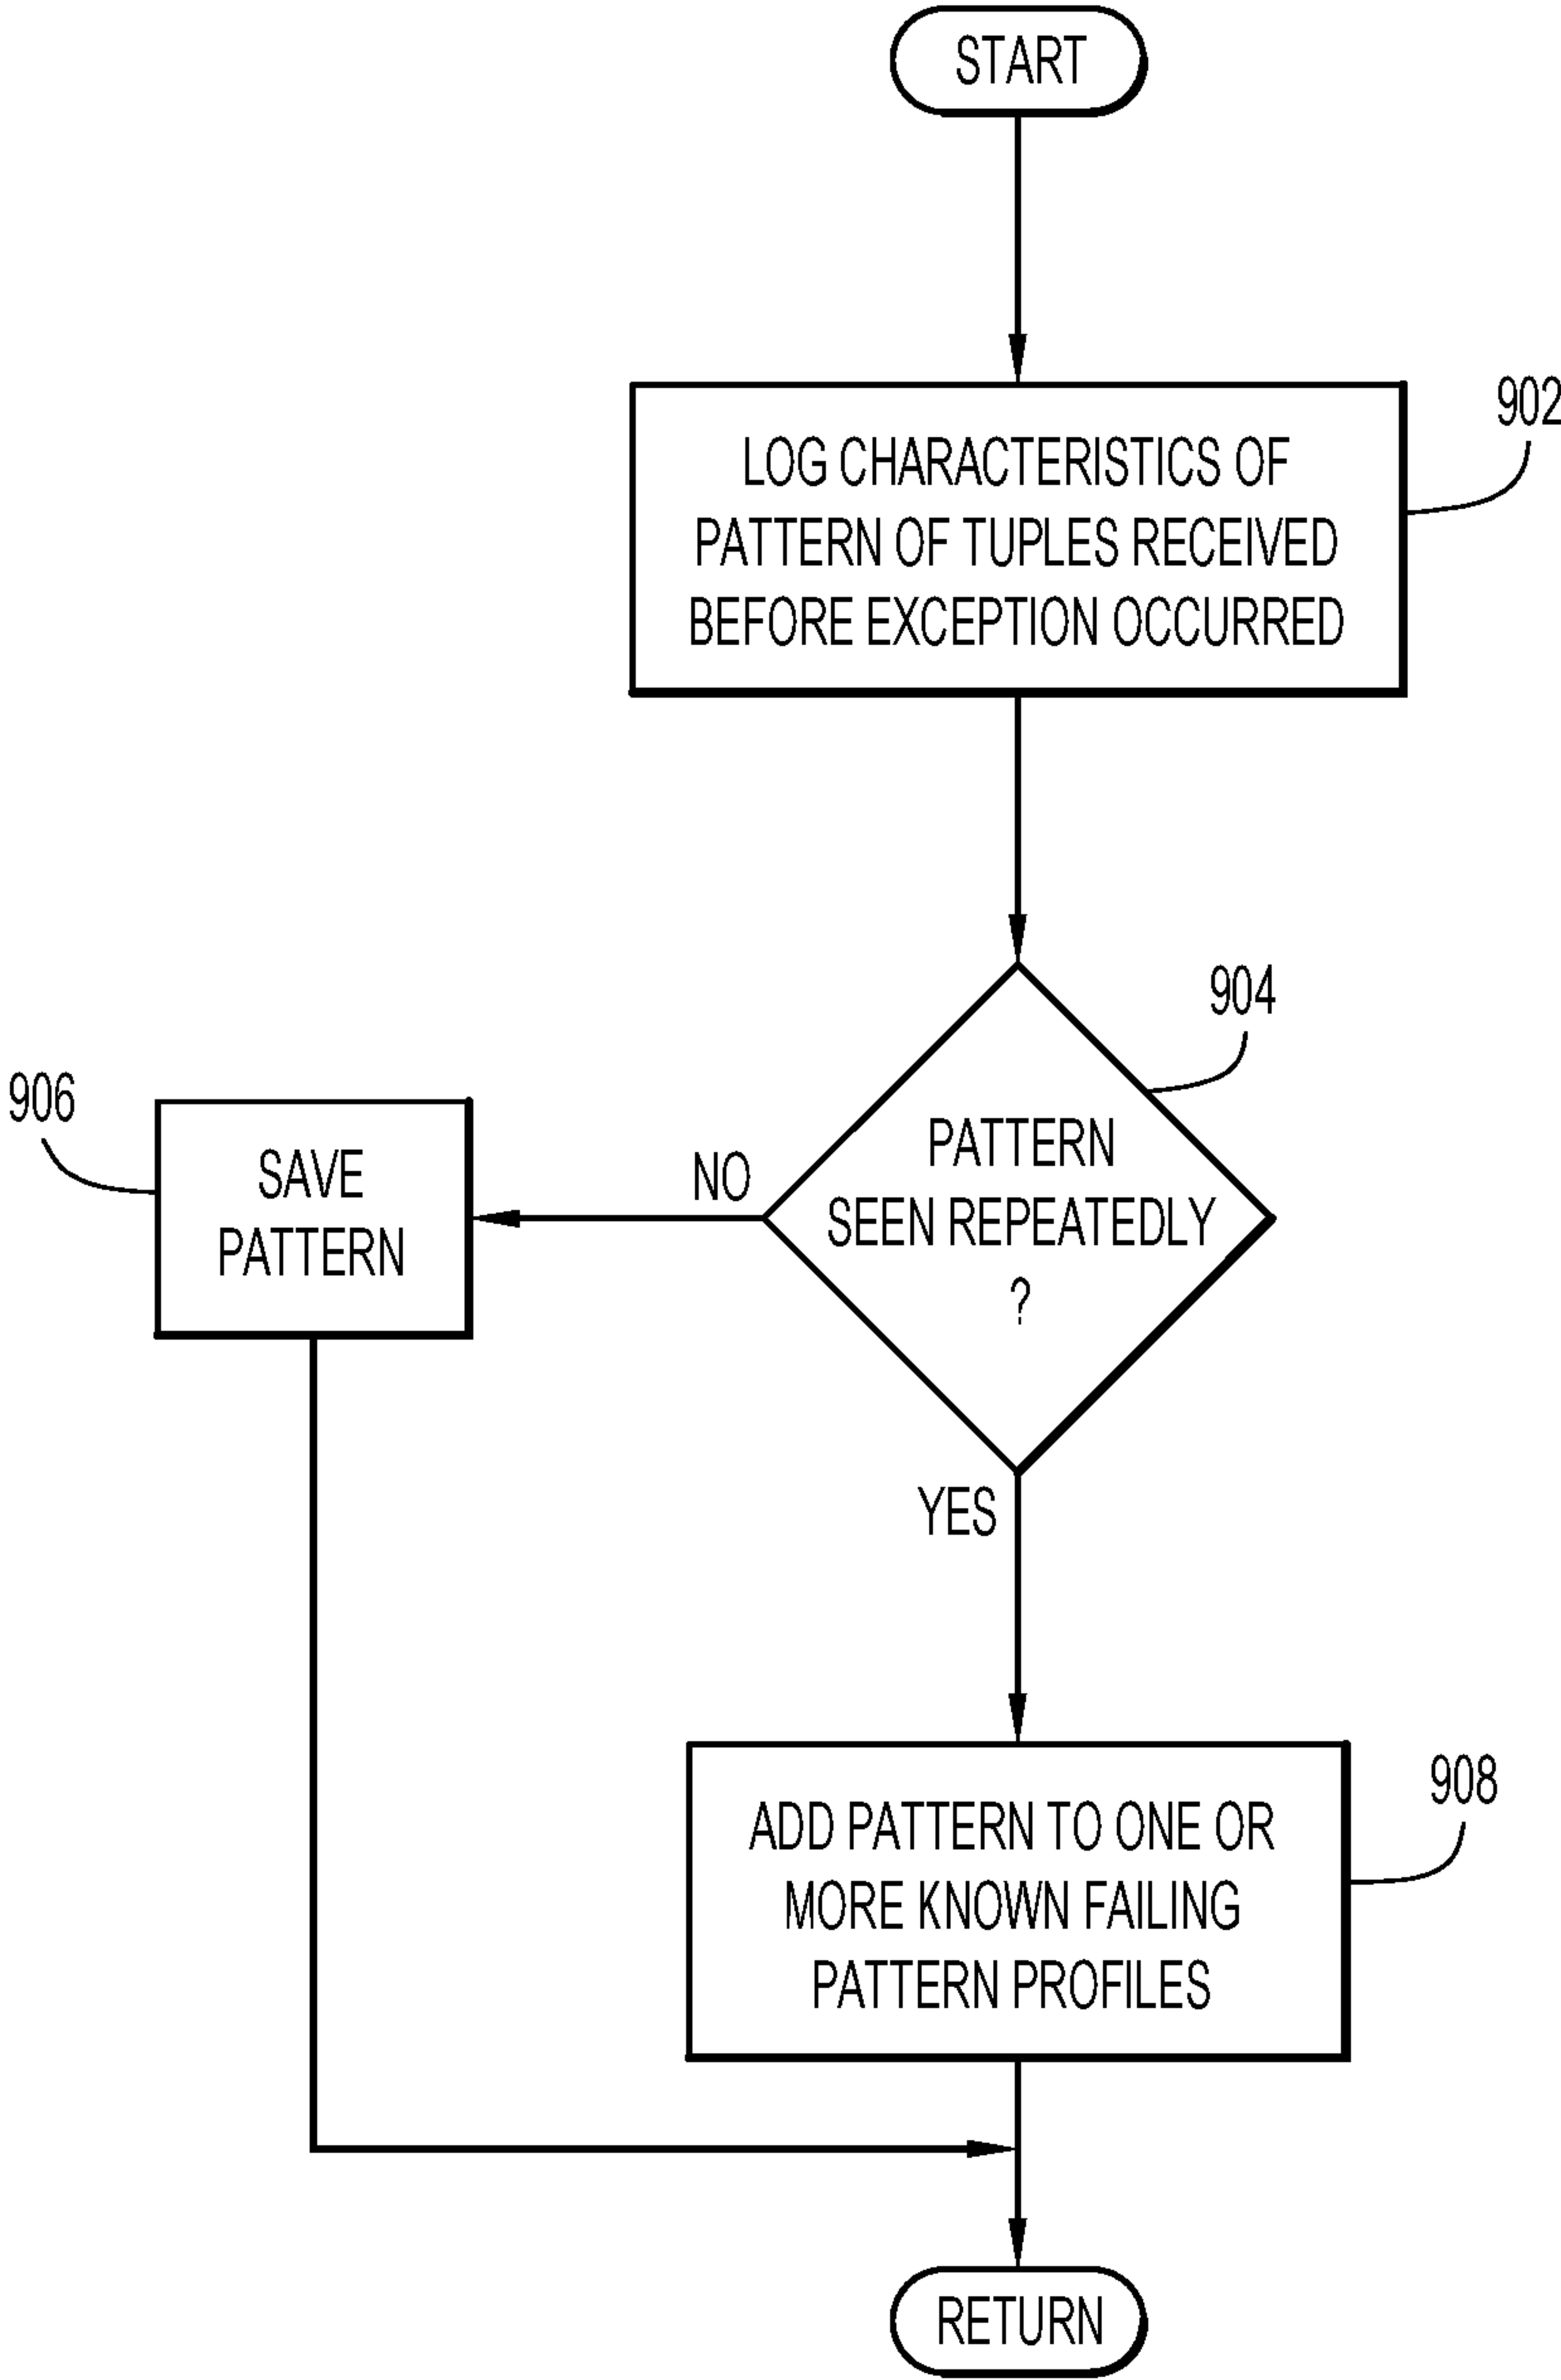 START
902
LOG CHARACTERISTICS OF
PATTERN OF TUPLES RECEIVED
BEFORE EXCEPTION OCCURRED
904
PATTERN
SEEN REPEATEDLY
?
NO
906
SAVE
PATTERN
YES
908
ADD PATTERN TO ONE OR
MORE KNOWN FAILING
PATTERN PROFILES
RETURN